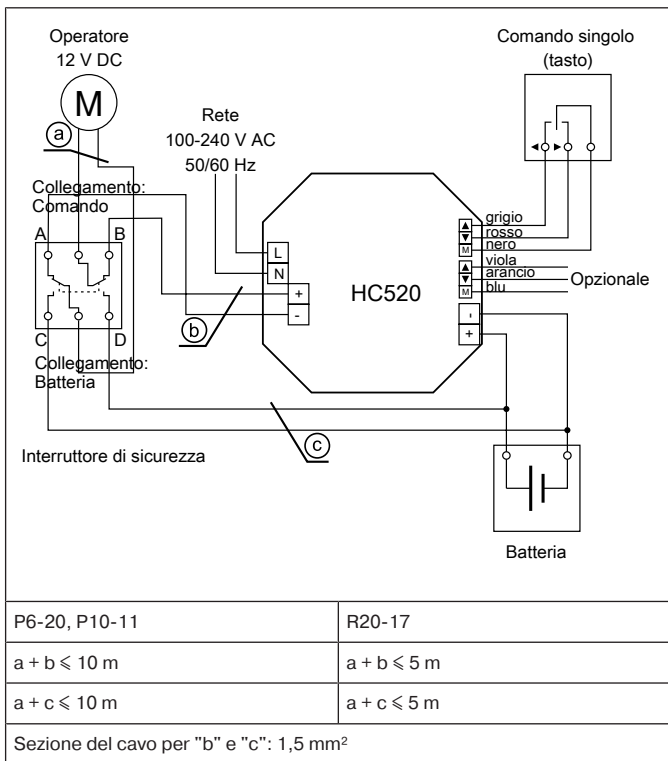 Operatore
12 V DC
M
a
Rete
100-240 V AC
50/60 Hz
Comando singolo
(tasto)
Collegamento:
Comando
A
B
L
N
+
-
HC520
grigio
rosso
nero
M
viola
arancio
blu
M
Opzionale
-
+
b
C
D
Collegamento:
Batteria
c
Interruttore di sicurezza
Batteria
P6-20, P10-11
R20-17
a + b ⩽ 10 m
a + b ⩽ 5 m
a + c ⩽ 10 m
a + c ⩽ 5 m
Sezione del cavo per "b" e "c": 1,5 mm²